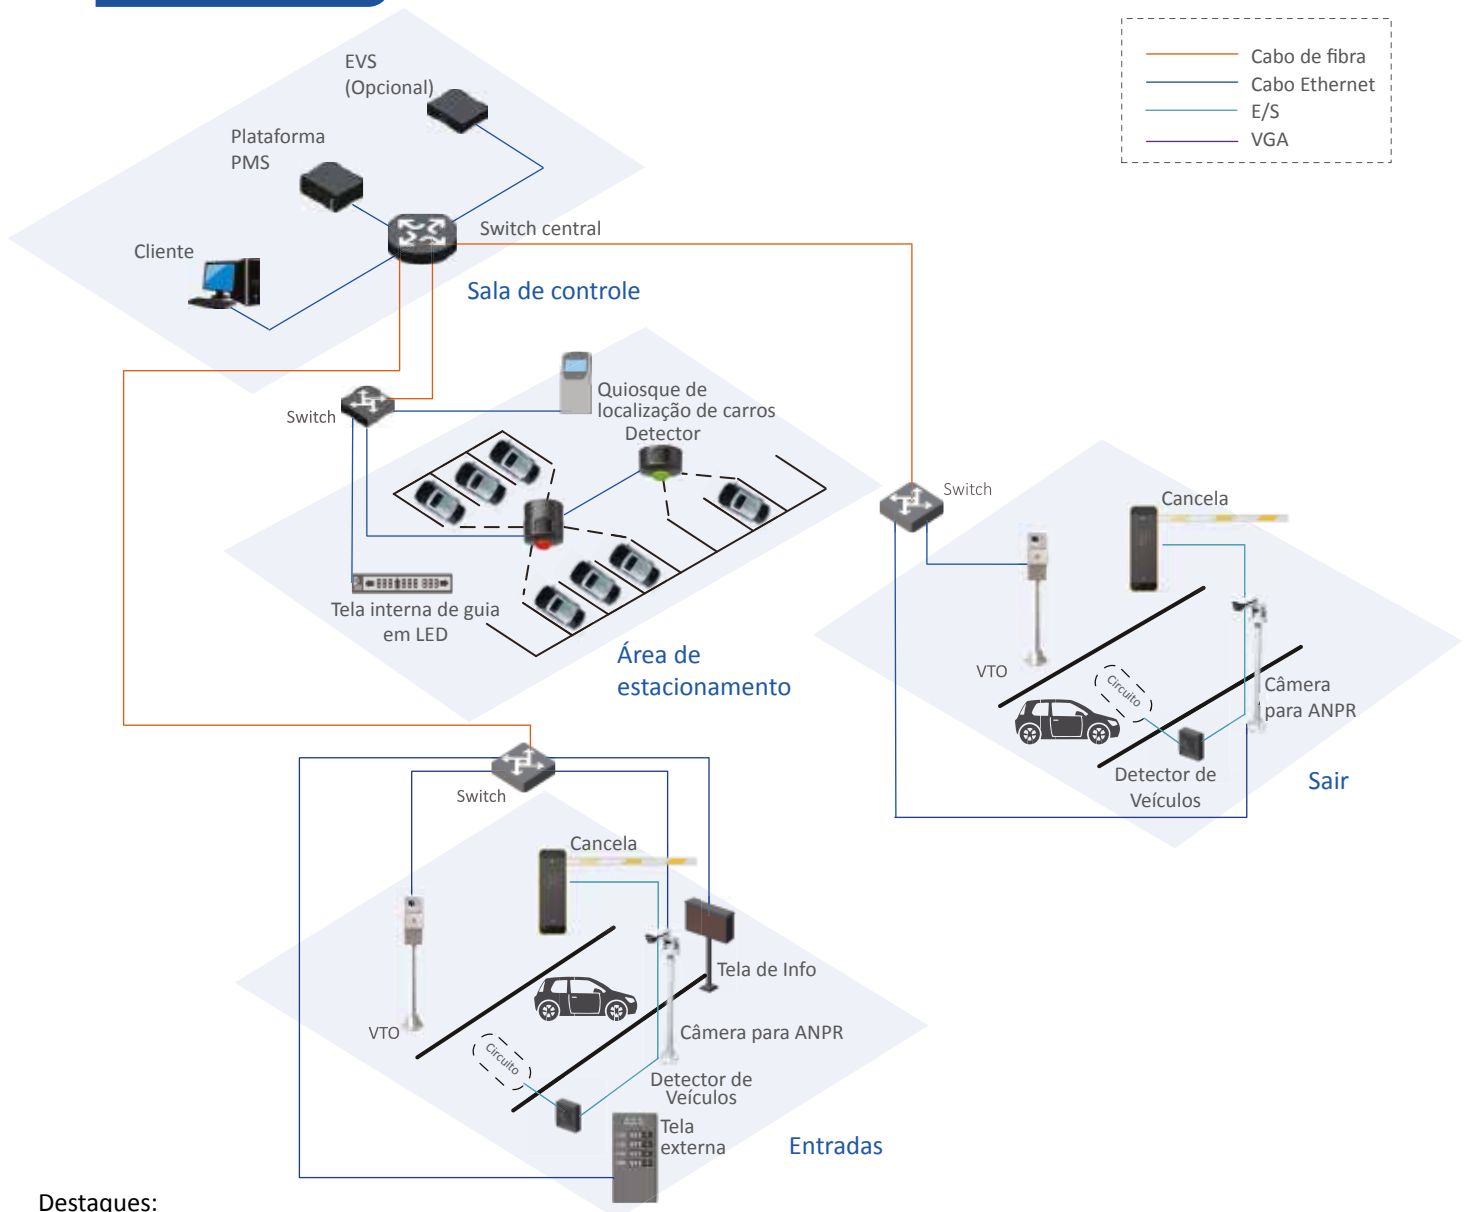 Cabo de fibra
Cabo Ethernet
E/S
VGA
EVS
(Opcional)
Plataforma
PMS
Switch central
Cliente
Sala de controle
Quiosque de
localização de carros
Switch
Detector
Tela interna de guia
em LED
Área de
estacionamento
Switch
Cancela
VTO
Circuito
Câmera
para ANPR
Detector de
Veículos
Sair
Switch
Cancela
Tela de Info
VTO
Câmera para ANPR
Circuito
Detector de
Veículos
Tela
externa
Entradas
Destaques: